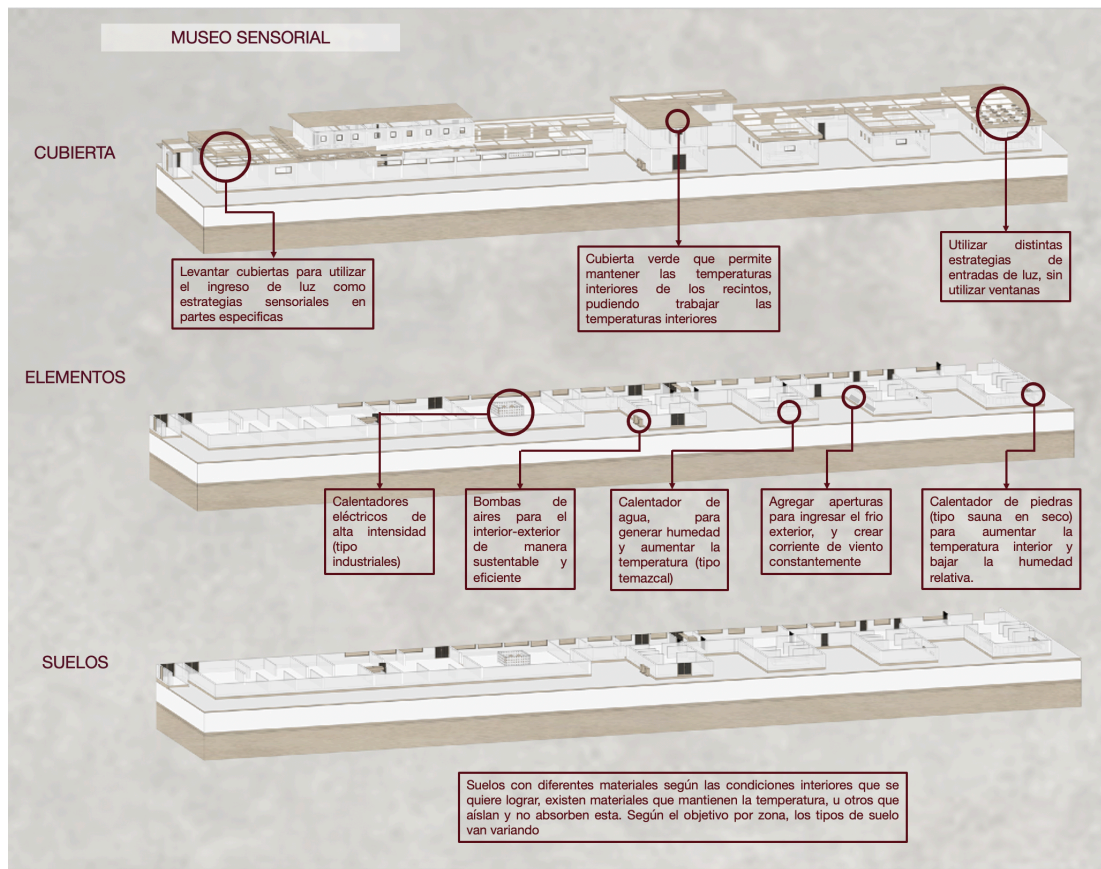 MUSEO SENSORIAL
CUBIERTA
Levantar cubiertas para utilizar
el ingreso de luz como
estrategias sensoriales en
partes especificas
Cubierta verde que permite
mantener las temperaturas
interiores de los recintos,
pudiendo trabajar las
temperaturas interiores
Utilizar distintas
estrategias de
entradas de luz, sin
utilizar ventanas
ELEMENTOS
Calentadores
eléctricos de
alta intensidad
(tipo
industriales)
Bombas de
aires para el
interior-exterior
de manera
sustentable y
eficiente
Calentador de
agua, para
generar humedad
y aumentar la
temperatura (tipo
temazcal)
Agregar aperturas
para ingresar el frio
exterior, y crear
corriente de viento
constantemente
Calentador de piedras
(tipo sauna en seco)
para aumentar la
temperatura interior y
bajar la humedad
relativa.
SUELOS
Suelos con diferentes materiales según las condiciones interiores que se
quiere lograr, existen materiales que mantienen la temperatura, u otros que
aíslan y no absorben esta. Según el objetivo por zona, los tipos de suelo
van variando